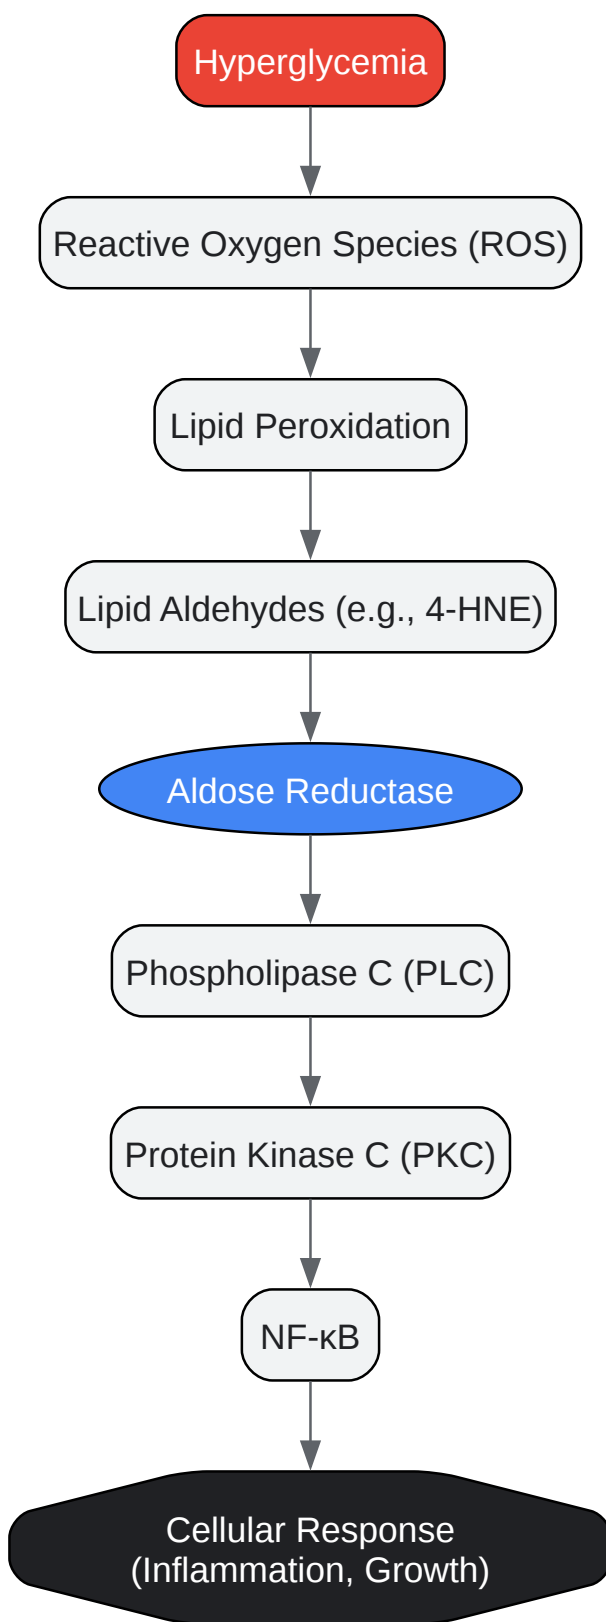 Hyperglycemia
Reactive Oxygen Species (ROS)
Lipid Peroxidation
Lipid Aldehydes (e.g., 4-HNE)
Aldose Reductase
Phospholipase C (PLC)
Protein Kinase C (PKC)
NF-κB
Cellular Response
(Inflammation, Growth)